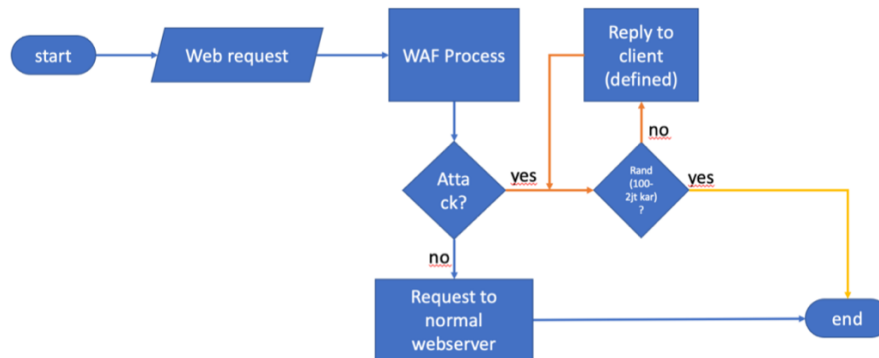 start
Web request
WAF Process
Reply to
client
(defined)
no
Atta
ck?
yes
Rand
(100-
2jt kar)
?
yes
no
Request to
normal
webserver
end